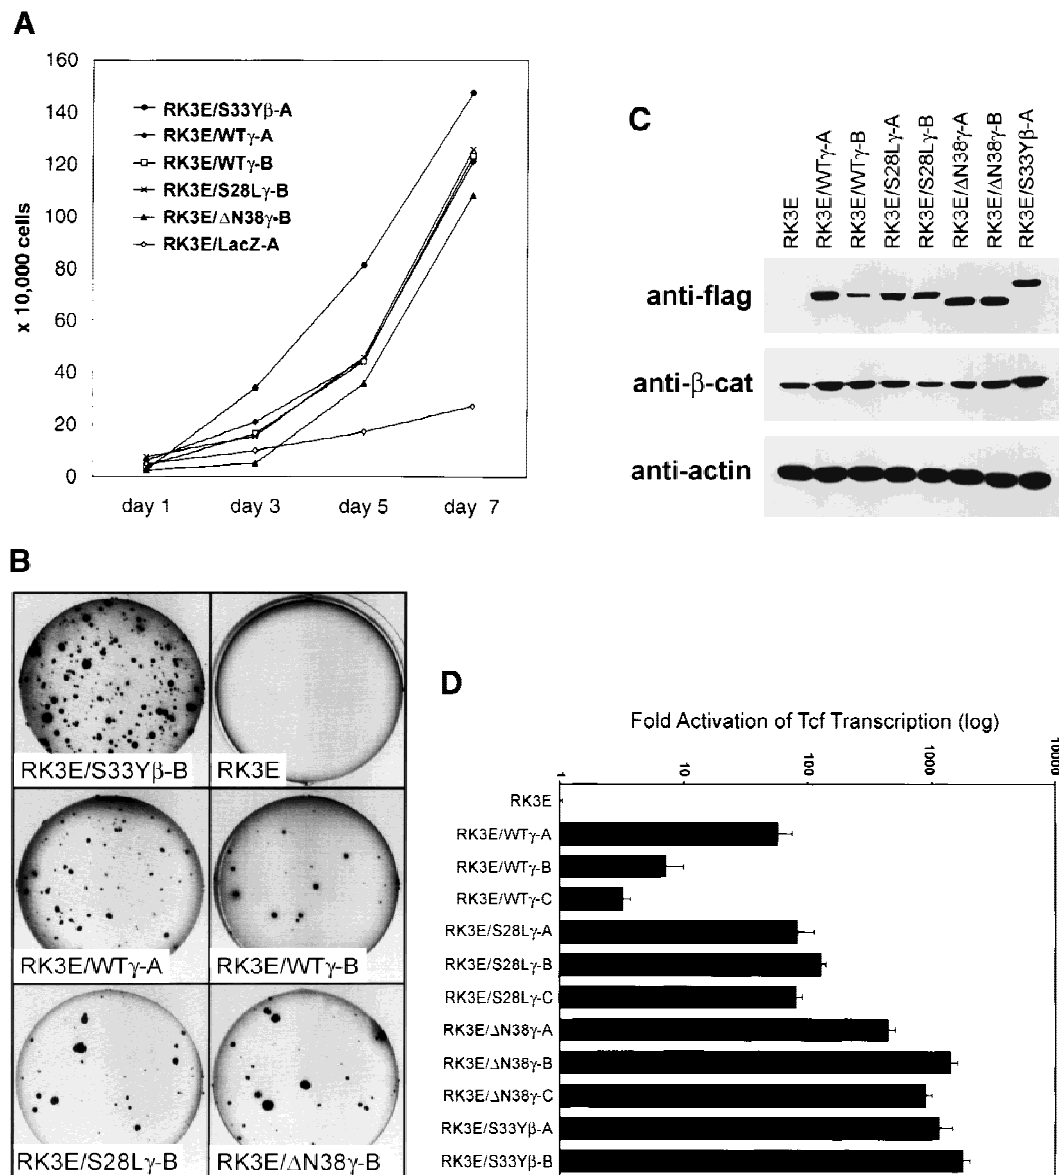 A
160
140
120
100
80
60
40
20
0
x 10,000 cells
RK3E/S33Yβ-A
RK3E/WTγ-A
RK3E/WTγ-B
RK3E/S28Lγ-B
RK3E/ΔN38γ-B
RK3E/LacZ-A
day 1 day 3 day 5 day 7
B
RK3E/S33Yβ-B RK3E
RK3E/WTγ-A RK3E/WTγ-B
RK3E/S28Lγ-B RK3E/ΔN38γ-B
C
RK3E
RK3E/WTγ-A
RK3E/WTγ-B
RK3E/S28Lγ-A
RK3E/S28Lγ-B
RK3E/ΔN38γ-A
RK3E/ΔN38γ-B
RK3E/S33Yβ-A
anti-flag
anti-β-cat
anti-actin
D
Fold Activation of Tcf Transcription (log)
1 10 100 1000 10000
RK3E
RK3E/WTγ-A
RK3E/WTγ-B
RK3E/WTγ-C
RK3E/S28Lγ-A
RK3E/S28Lγ-B
RK3E/S28Lγ-C
RK3E/ΔN38γ-A
RK3E/ΔN38γ-B
RK3E/ΔN38γ-C
RK3E/S33Yβ-A
RK3E/S33Yβ-B